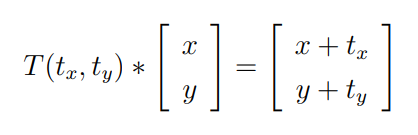 T(t_x, t_y) * [ x y ] = [ x + t_x y + t_y ]